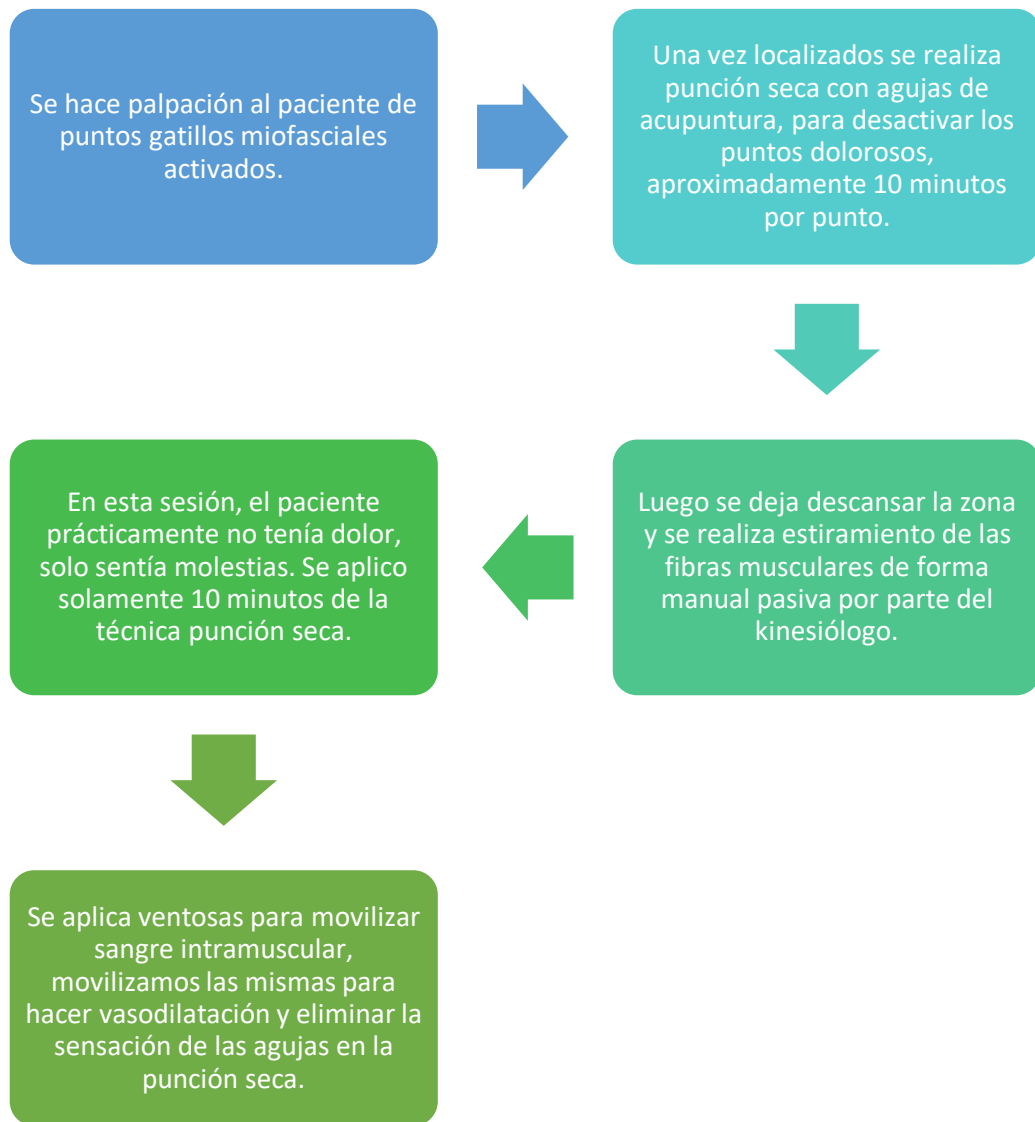 Se hace palpación al paciente de
puntos gatillos miofasciales
activados.
Una vez localizados se realiza
punción seca con agujas de
acupuntura, para desactivar los
puntos dolorosos,
aproximadamente 10 minutos
por punto.
Luego se deja descansar la zona
y se realiza estiramiento de las
fibras musculares de forma
manual pasiva por parte del
kinesiólogo.
En esta sesión, el paciente
prácticamente no tenía dolor,
solo sentía molestias. Se aplico
solamente 10 minutos de la
técnica punción seca.
Se aplica ventosas para movilizar
sangre intramuscular,
movilizamos las mismas para
hacer vasodilatación y eliminar la
sensación de las agujas en la
punción seca.